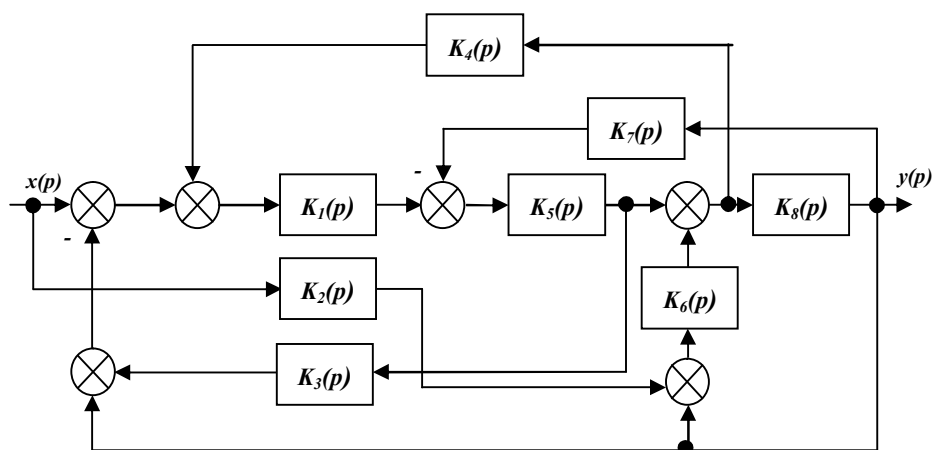 K₄(p)
K₇(p)
x(p)
-
y(p)
K₁(p)
K₅(p)
K₈(p)
-
K₂(p)
K₆(p)
K₃(p)